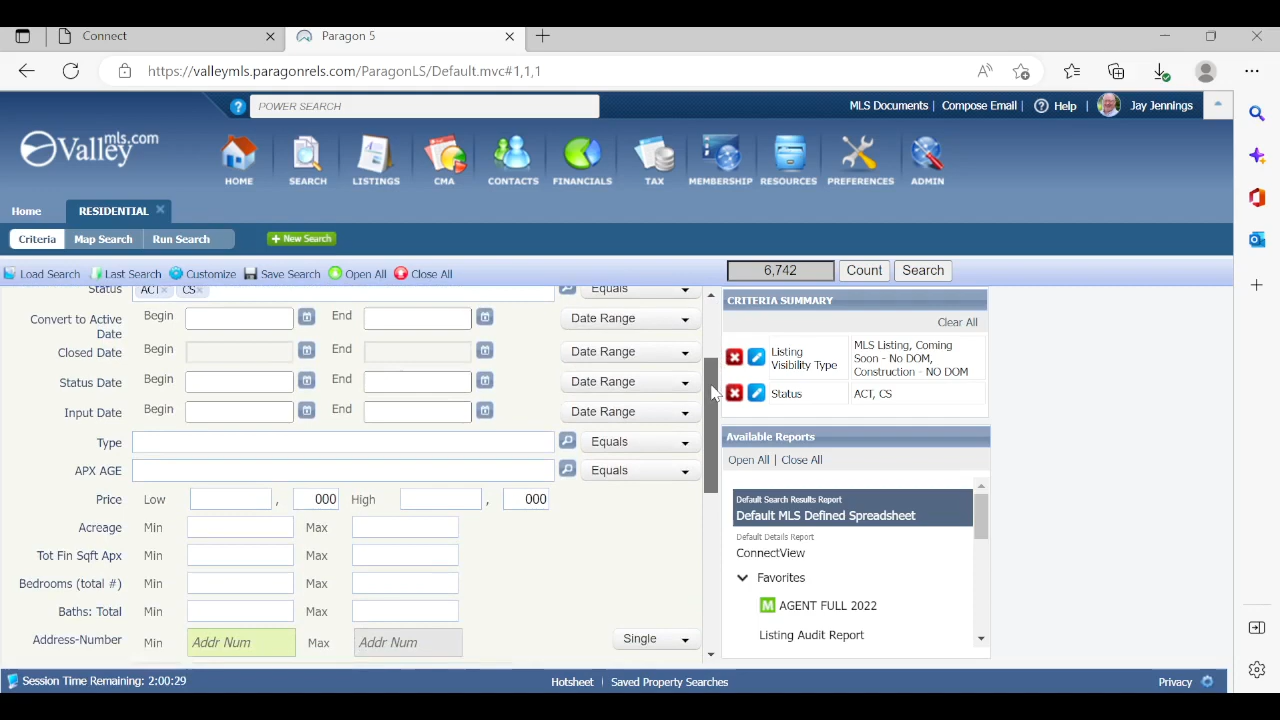 Connect
Paragon 5
https://valleymls.paragonrels.com/ParagonLS/Default.mvc#1,1,1
POWER SEARCH
MLS Documents | Compose Email | Help | Jay Jennings
Valleymls.com
HOME SEARCH LISTINGS CMA CONTACTS FINANCIALS TAX MEMBERSHIP RESOURCES PREFERENCES ADMIN
Home RESIDENTIAL
Criteria Map Search Run Search + New Search
Load Search Last Search Customize Save Search Open All Close All 6,742 Count Search
Status ACT CS Equals
Convert to Active Date Begin End Date Range
Closed Date Begin End Date Range
Status Date Begin End Date Range
Input Date Begin End Date Range
Type Equals
APX AGE Equals
Price Low , 000 High , 000
Acreage Min Max
Tot Fin Sqft Apx Min Max
Bedrooms (total #) Min Max
Baths: Total Min Max
Address-Number Min Addr Num Max Addr Num Single
CRITERIA SUMMARY
Clear All
Listing Visibility Type MLS Listing, Coming Soon - No DOM, Construction - NO DOM
Status ACT, CS
Available Reports
Open All | Close All
Default Search Results Report
Default MLS Defined Spreadsheet
Default Details Report
ConnectView
Favorites
M AGENT FULL 2022
Listing Audit Report
Session Time Remaining: 2:00:29 Hotsheet | Saved Property Searches Privacy